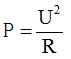 P = U²/R